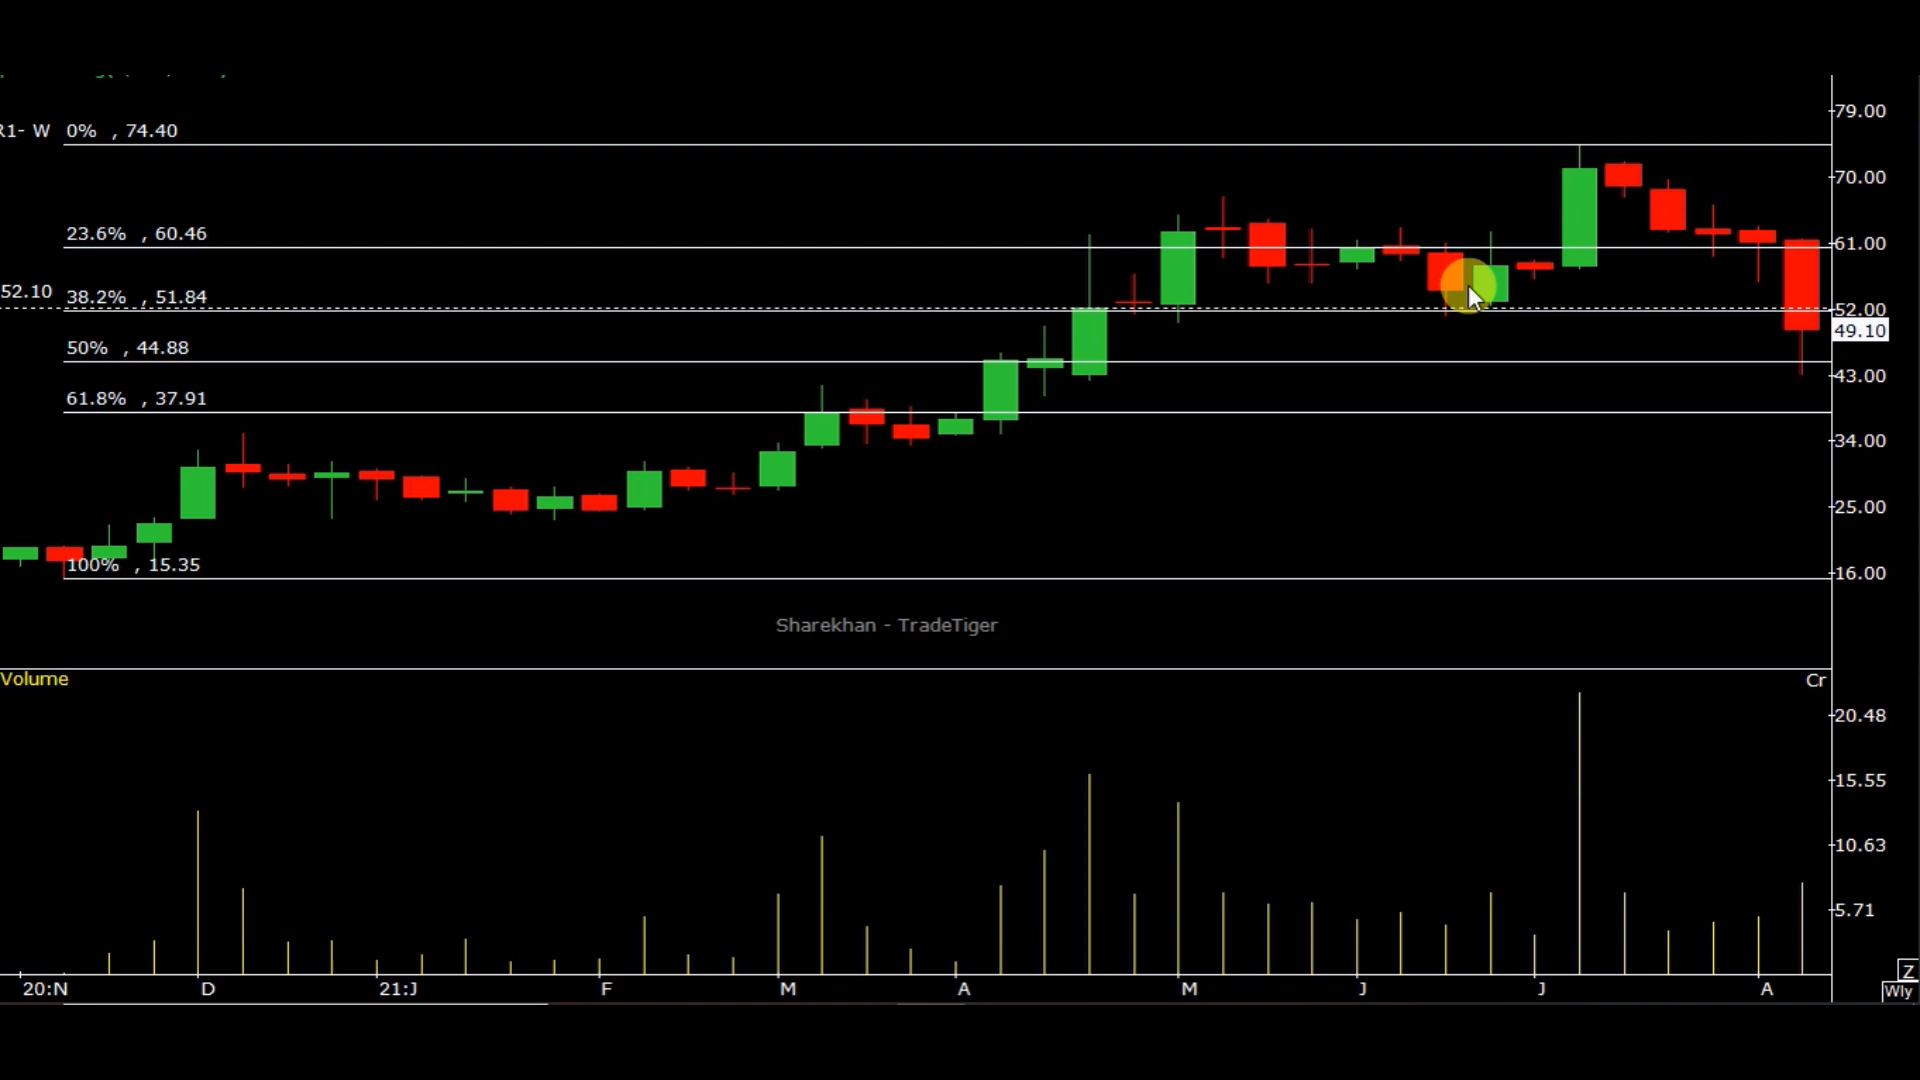 R1- W 0% , 74.40
79.00
70.00
23.6% , 60.46
61.00
52.10 38.2% , 51.84
52.00
49.10
50% , 44.88
43.00
61.8% , 37.91
34.00
25.00
100% , 15.35
16.00
Sharekhan - TradeTiger
Volume
Cr
20.48
15.55
10.63
5.71
Z
20:N D 21:J F M A M J J A
Wly